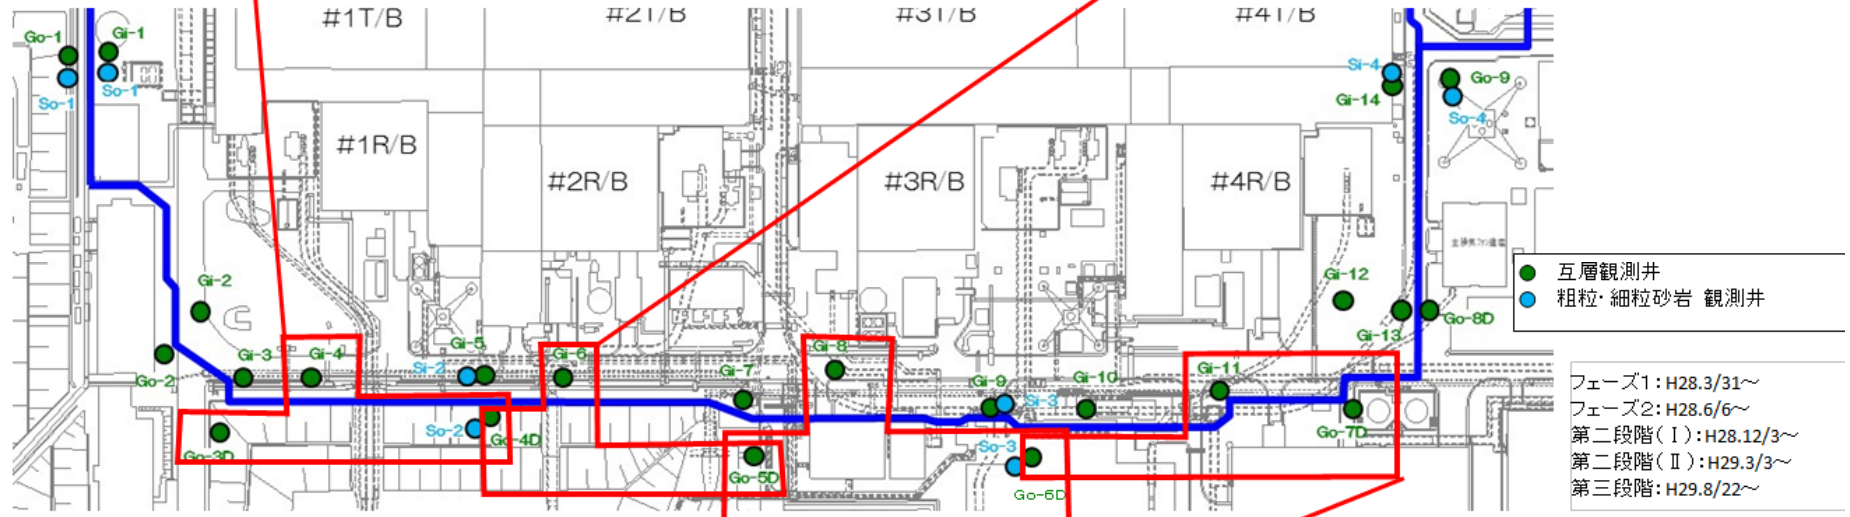 #1T/B
#2T/B
#3T/B
#4T/B
Go-1
Gi-1
So-1
So-1
Si-4
Gi-14
Go-9
So-4
#1R/B
#2R/B
#3R/B
#4R/B
Gi-2
Gi-12
Gi-13
Go-8D
互層観測井
粗粒・細粒砂岩 観測井
Go-2
Gi-3
Gi-4
Si-2
Gi-5
Gi-6
Gi-7
Gi-8
Gi-9
Si-3
Gi-10
Gi-11
Go-3D
So-2
Go-4D
Go-5D
So-3
Go-6D
Go-7D
フェーズ1：H28.3/31～
フェーズ2：H28.6/6～
第二段階(Ⅰ)：H28.12/3～
第二段階(Ⅱ)：H29.3/3～
第三段階：H29.8/22～